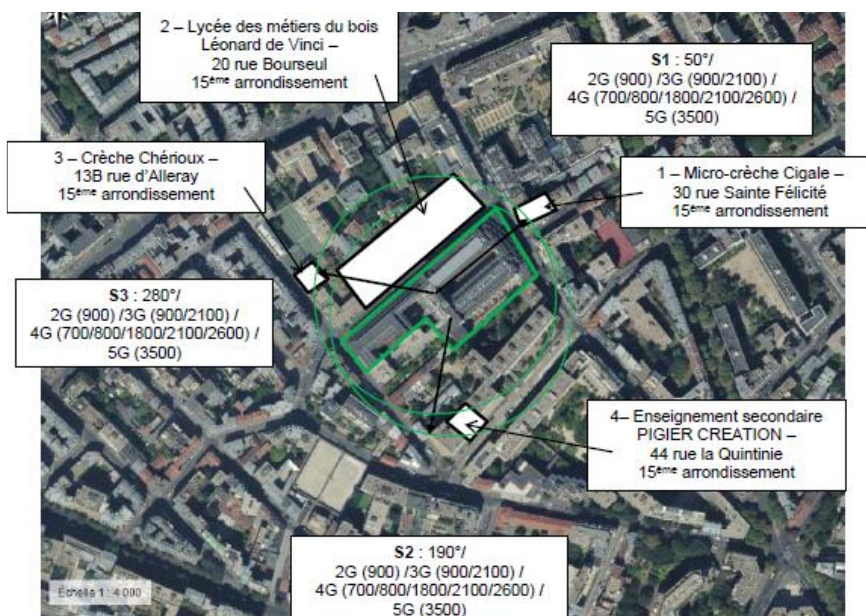 2 – Lycée des métiers du bois
Léonard de Vinci –
20 rue Bourseul
15ème arrondissement
S1 : 50°/
2G (900) /3G (900/2100) /
4G (700/800/1800/2100/2600) /
5G (3500)
3 – Crèche Chérioux –
13B rue d'Alleray
15ème arrondissement
1 – Micro-crèche Cigale –
30 rue Sainte Félicité
15ème arrondissement
S3 : 280°/
2G (900) /3G (900/2100) /
4G (700/800/1800/2100/2600) /
5G (3500)
4– Enseignement secondaire
PIGIER CREATION –
44 rue la Quintinie
15ème arrondissement
S2 : 190°/
2G (900) /3G (900/2100) /
4G (700/800/1800/2100/2600) /
5G (3500)
Échelle 1 : 4 000